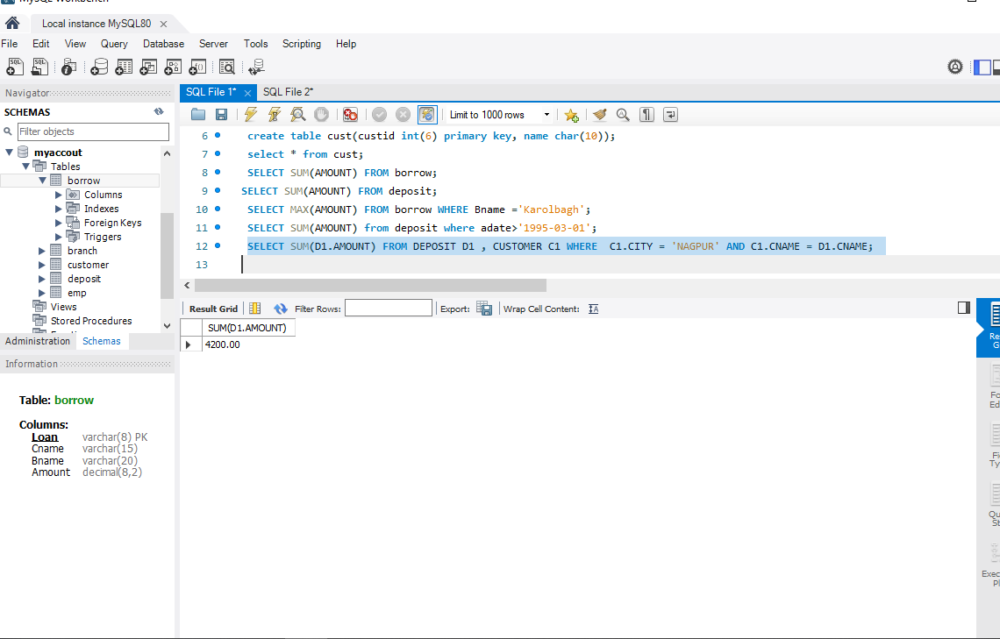 MySQL Workbench
Local instance MySQL80
File Edit View Query Database Server Tools Scripting Help
Navigator
SCHEMAS
Filter objects
myaccout
Tables
borrow
Columns
Indexes
Foreign Keys
Triggers
branch
customer
deposit
emp
Views
Stored Procedures
Administration Schemas
Information
Table: borrow
Columns:
Loan varchar(8) PK
Cname varchar(15)
Bname varchar(20)
Amount decimal(8,2)
SQL File 1* SQL File 2*
Limit to 1000 rows
6 create table cust(custid int(6) primary key, name char(10));
7 select * from cust;
8 SELECT SUM(AMOUNT) FROM borrow;
9 SELECT SUM(AMOUNT) FROM deposit;
10 SELECT MAX(AMOUNT) FROM borrow WHERE Bname ='Karolbagh';
11 SELECT SUM(AMOUNT) from deposit where adate>'1995-03-01';
12 SELECT SUM(D1.AMOUNT) FROM DEPOSIT D1 , CUSTOMER C1 WHERE  C1.CITY = 'NAGPUR' AND C1.CNAME = D1.CNAME;
13
Result Grid Filter Rows: Export: Wrap Cell Content:
SUM(D1.AMOUNT)
4200.00